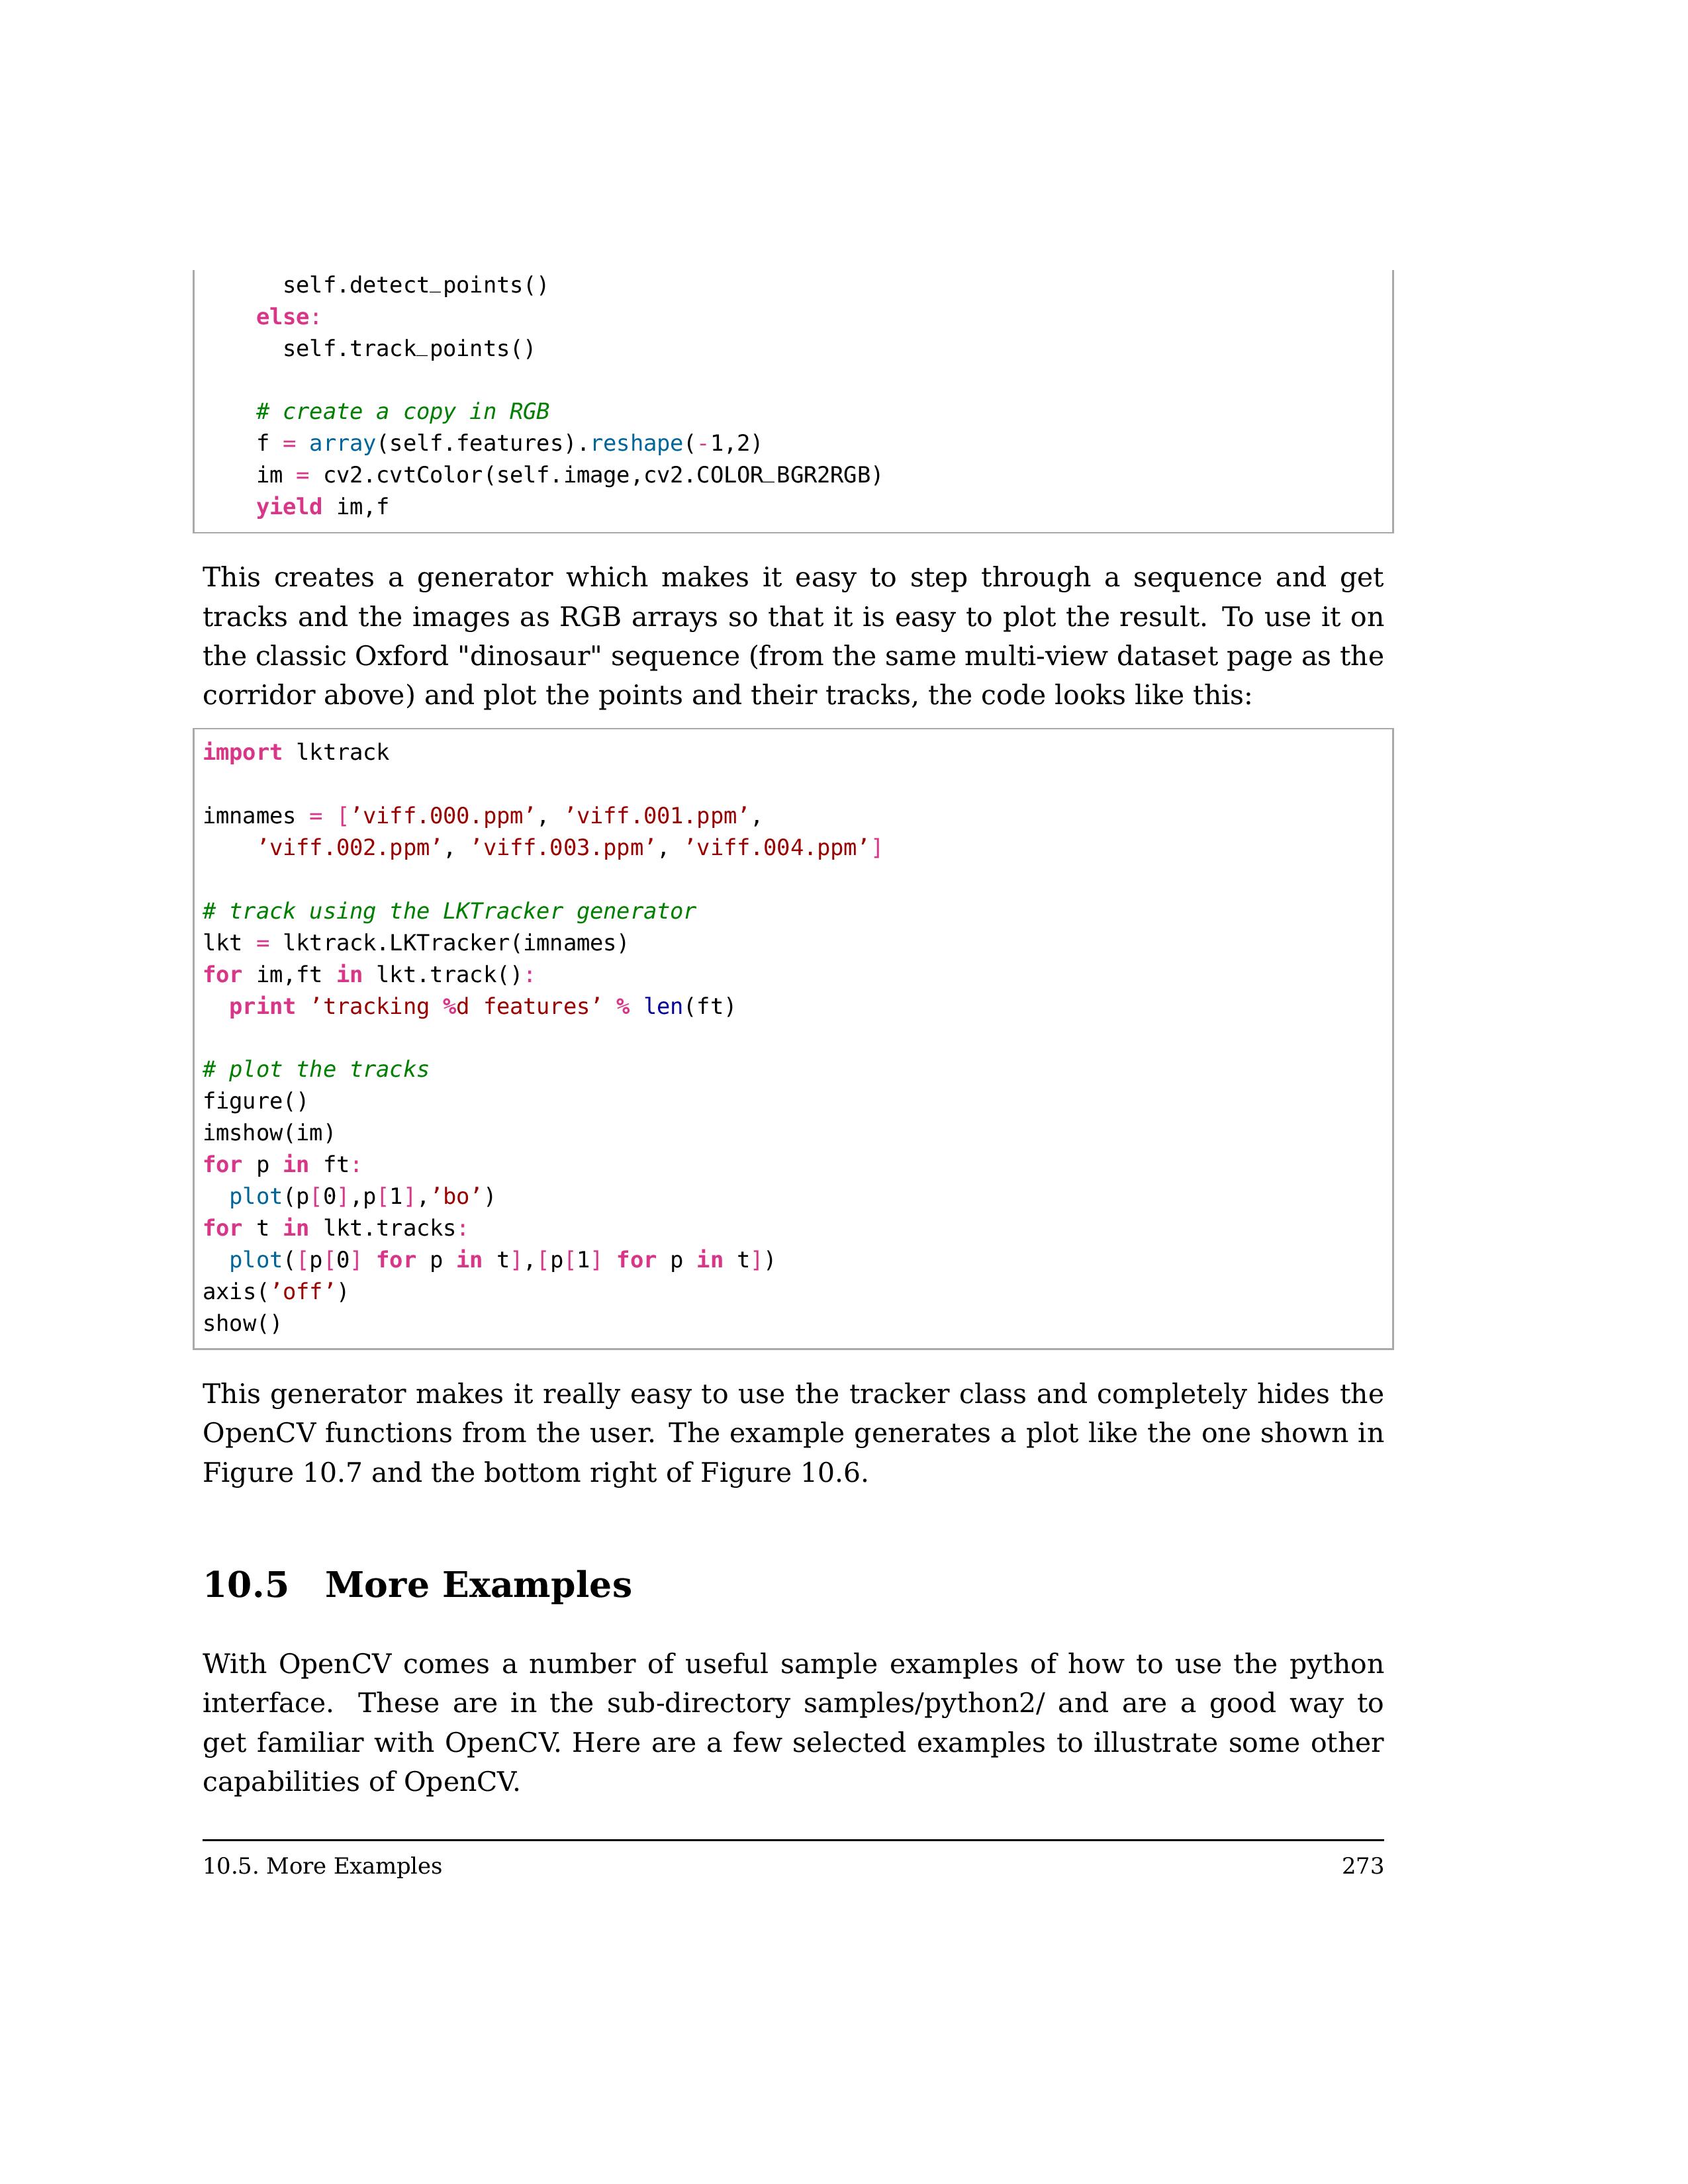 self.detect_points()
else:
self.track_points()
# create a copy in RGB
f = array(self.features).reshape(-1,2)
im = cv2.cvtColor(self.image,cv2.COLOR_BGR2RGB)
yield im,f
This creates a generator which makes it easy to step through a sequence and get
tracks and the images as RGB arrays so that it is easy to plot the result. To use it on
the classic Oxford "dinosaur" sequence (from the same multi-view dataset page as the
corridor above) and plot the points and their tracks, the code looks like this:
import lktrack
imnames = [’viff.000.ppm’, ’viff.001.ppm’,
’viff.002.ppm’, ’viff.003.ppm’, ’viff.004.ppm’]
# track using the LKTracker generator
lkt = lktrack.LKTracker(imnames)
for im,ft in lkt.track():
print ’tracking %d features’ % len(ft)
# plot the tracks
figure()
imshow(im)
for p in ft:
plot(p[0],p[1],’bo’)
for t in lkt.tracks:
plot([p[0] for p in t],[p[1] for p in t])
axis(’off’)
show()
This generator makes it really easy to use the tracker class and completely hides the
OpenCV functions from the user. The example generates a plot like the one shown in
Figure 10.7 and the bottom right of Figure 10.6.
10.5 More Examples
With OpenCV comes a number of useful sample examples of how to use the python
interface. These are in the sub-directory samples/python2/ and are a good way to
get familiar with OpenCV. Here are a few selected examples to illustrate some other
capabilities of OpenCV.
10.5. More Examples 273